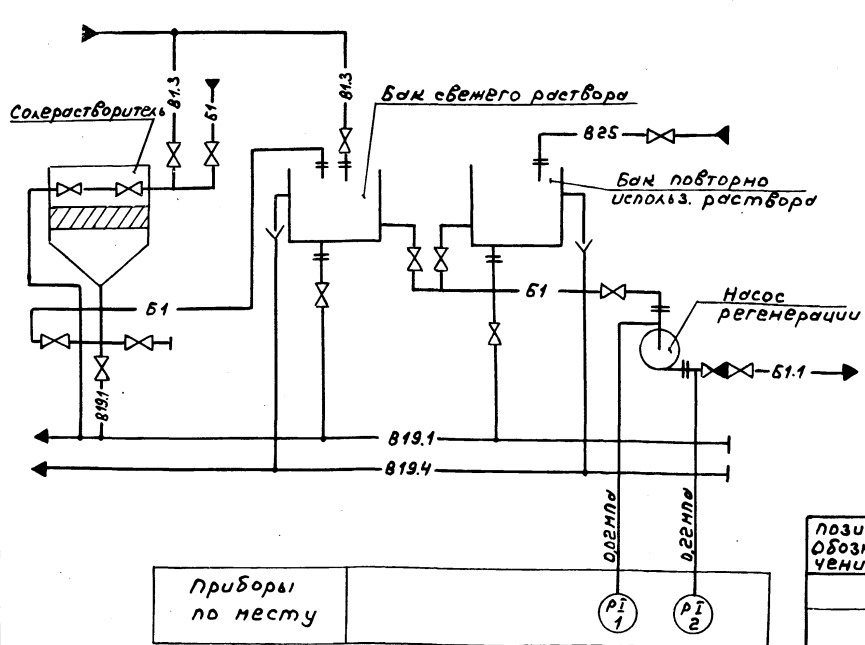 В1.3
Б1
В1.3
Солерастворитель
Бак свежего раствора
В25
Бак повторно
использ. раствора
Б1
Б1
Насос
регенерации
Б1.1
В19.1
В19.1
В19.4
0,02мпа
0,22мпа
приборы
по месту
PI
1
PI
2
пози
обозн
чени